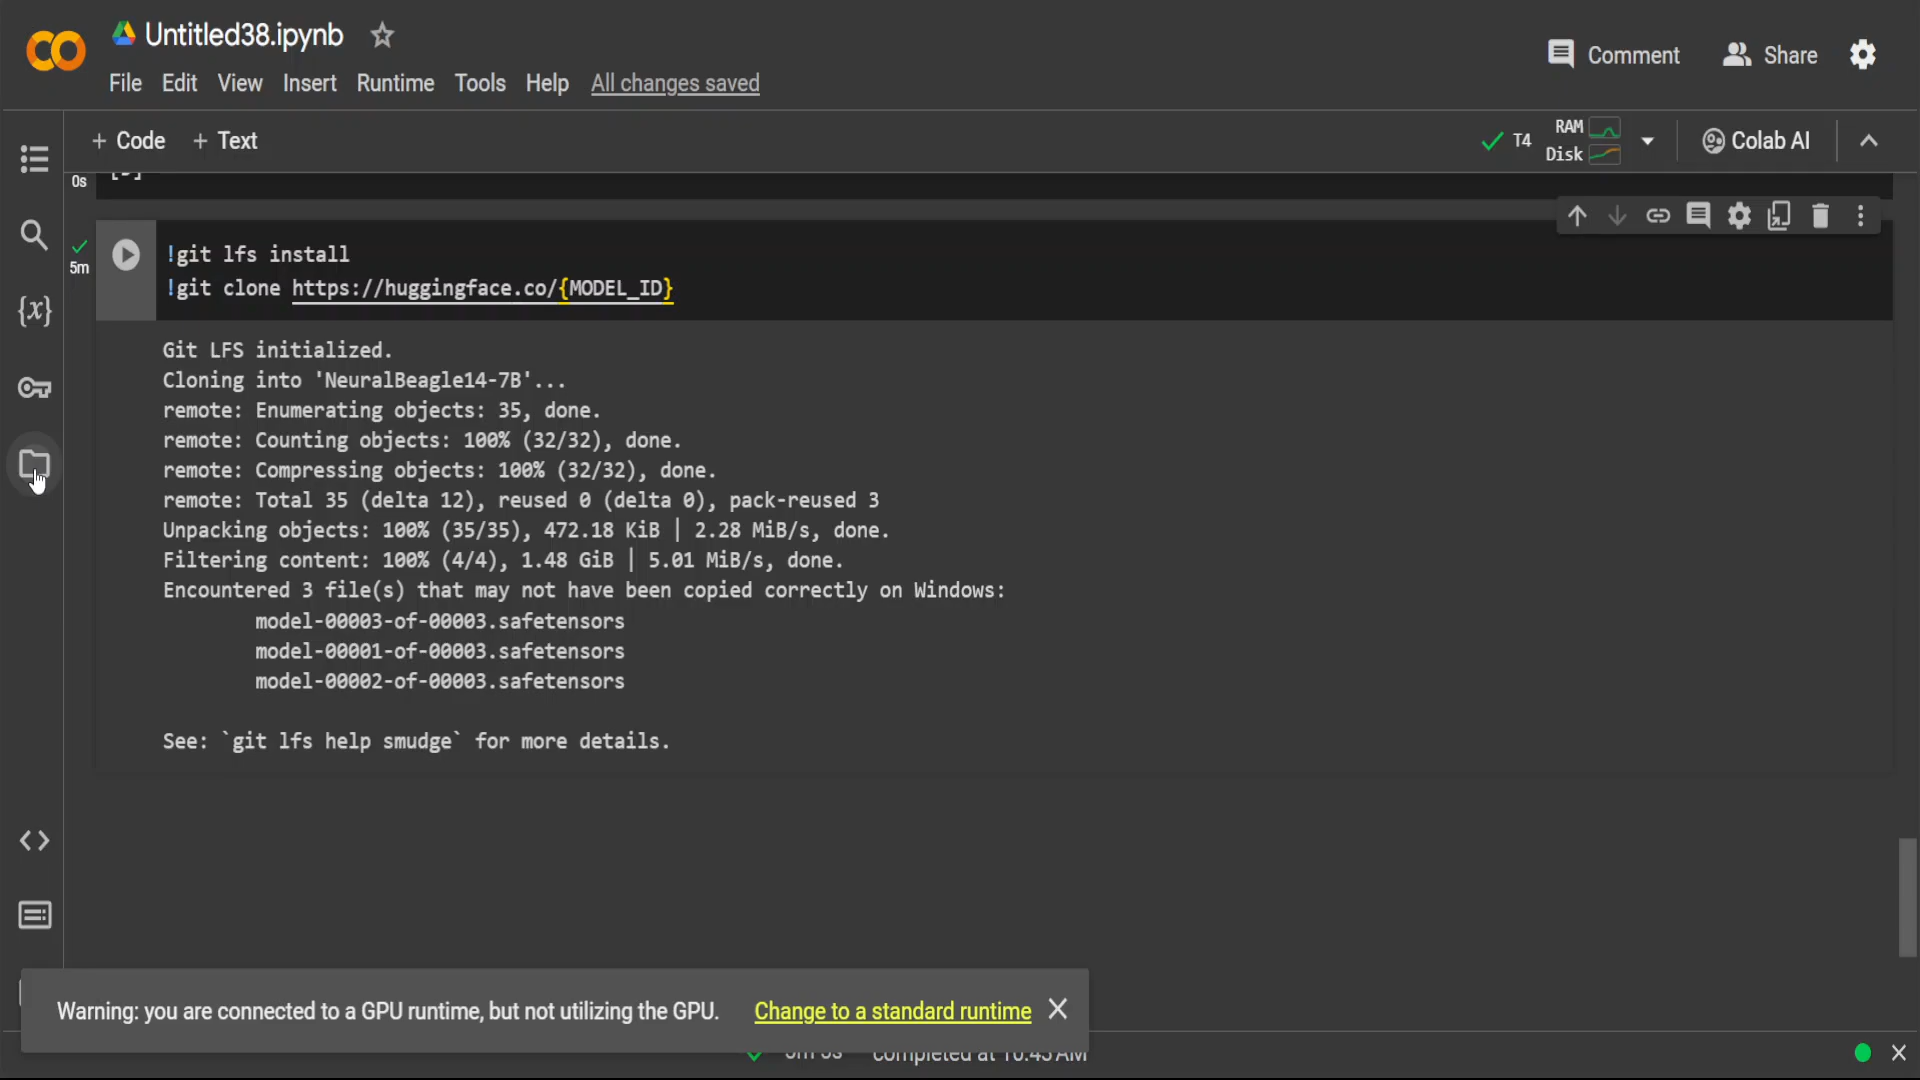 Untitled38.ipynb
Comment
Share
File Edit View Insert Runtime Tools Help All changes saved
+ Code + Text
T4
RAM
Disk
Colab AI
0s
5m
!git lfs install
!git clone https://huggingface.co/{MODEL_ID}
{x}
Git LFS initialized.
Cloning into 'NeuralBeagle14-7B'...
remote: Enumerating objects: 35, done.
remote: Counting objects: 100% (32/32), done.
remote: Compressing objects: 100% (32/32), done.
remote: Total 35 (delta 12), reused 0 (delta 0), pack-reused 3
Unpacking objects: 100% (35/35), 472.18 KiB | 2.28 MiB/s, done.
Filtering content: 100% (4/4), 1.48 GiB | 5.01 MiB/s, done.
Encountered 3 file(s) that may not have been copied correctly on Windows:
model-00003-of-00003.safetensors
model-00001-of-00003.safetensors
model-00002-of-00003.safetensors
See: `git lfs help smudge` for more details.
Warning: you are connected to a GPU runtime, but not utilizing the GPU. Change to a standard runtime
completed at 10:45 AM